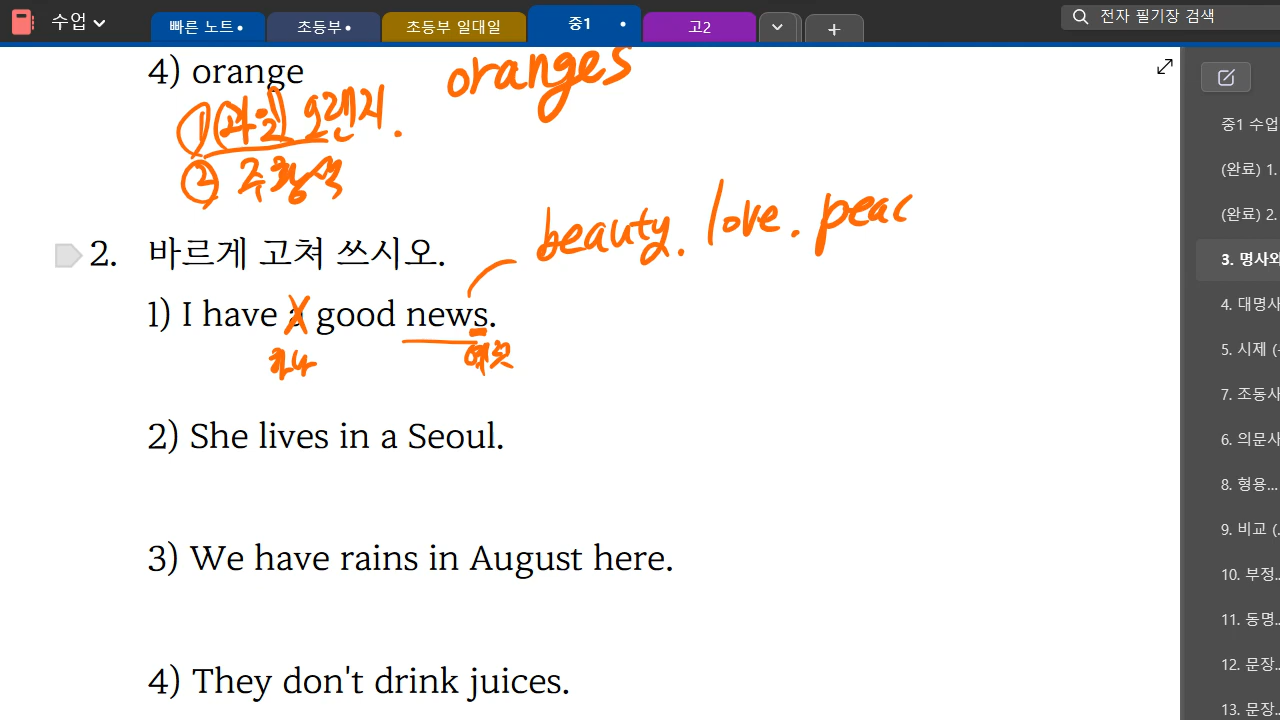 수업
빠른 노트
초등부
초등부 일대일
중1
고2
전자 필기장 검색
4) orange
oranges
① (과일) 오렌지.
② 주황색
beauty. love. peac
2. 바르게 고쳐 쓰시오.
1) I have a good news.
하나
2) She lives in a Seoul.
3) We have rains in August here.
4) They don't drink juices.
중1 수업
(완료) 1.
(완료) 2.
3. 명사와
4. 대명사
5. 시제 (
7. 조동사
6. 의문사
8. 형용...
9. 비교 (.
10. 부정..
11. 동명..
12. 문장..
13. 문장..